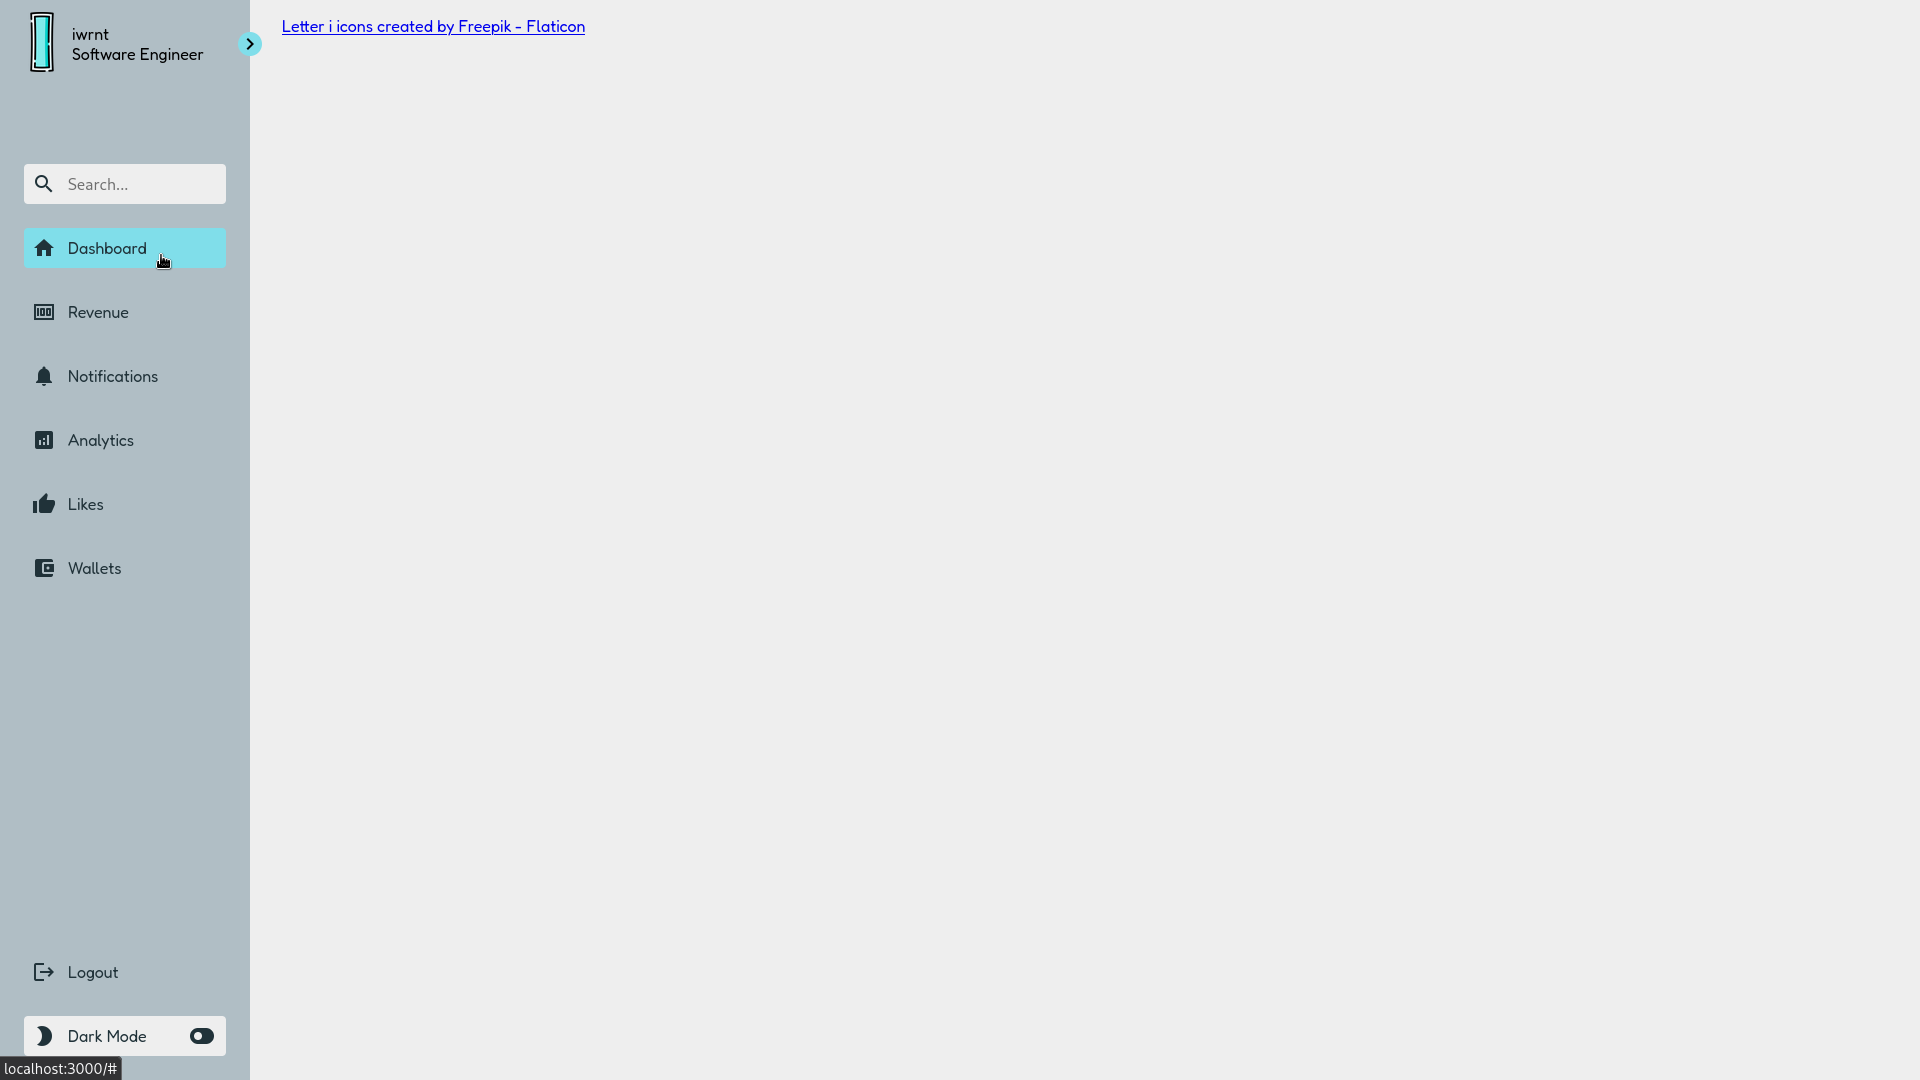 iwrnt
Software Engineer
Letter i icons created by Freepik - Flaticon
Search...
Dashboard
Revenue
Notifications
Analytics
Likes
Wallets
Logout
Dark Mode
localhost:3000/#